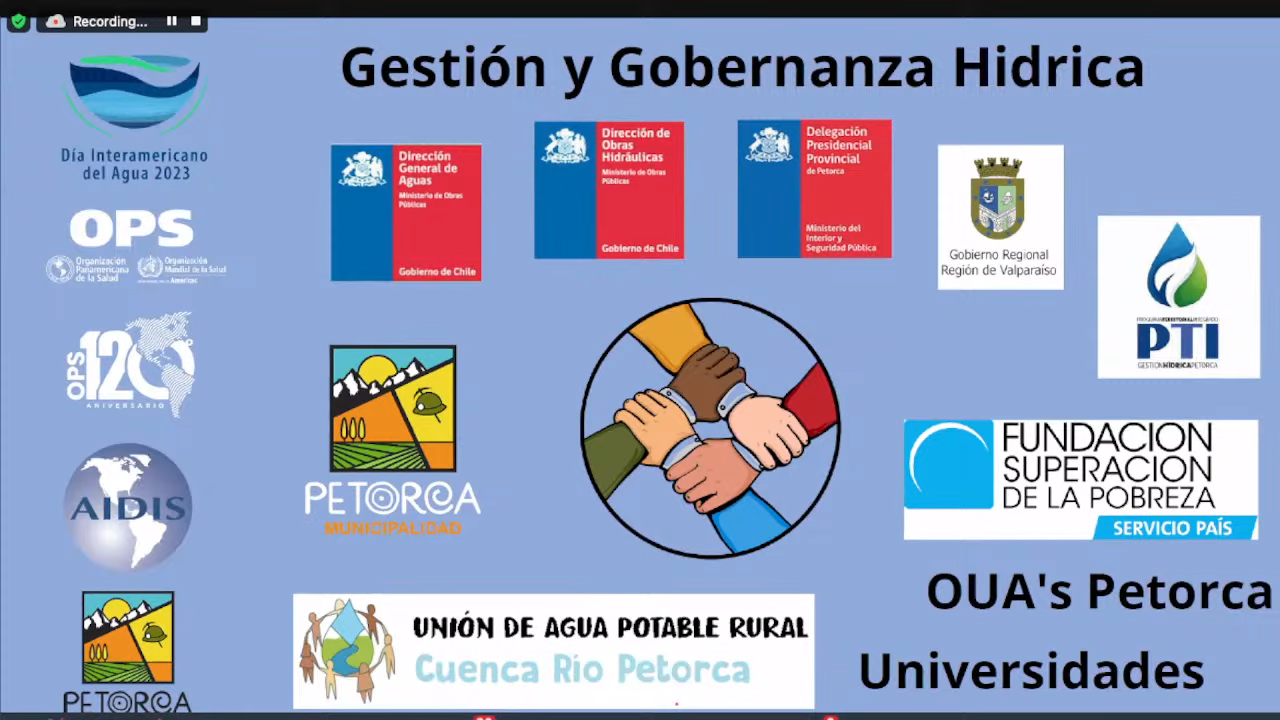 Recording...
Gestión y Gobernanza Hidrica
Día Interamericano
del Agua 2023
OPS
Organización
Panamericana
de la Salud
Organización
Mundial de la Salud
Américas
OPS
120
ANIVERSARIO
AIDIS
PETORCA
Dirección
General de
Aguas
Ministerio de Obras
Públicas
Gobierno de Chile
Dirección de
Obras
Hidráulicas
Ministerio de Obras
Públicas
Gobierno de Chile
Delegación
Presidencial
Provincial
de Petorca
Ministerio del
Interior y
Seguridad Pública
Gobierno Regional
Región de Valparaíso
PTI
GESTIÓNHÍDRICAPETORCA
PETORCA
MUNICIPALIDAD
FUNDACION
SUPERACION
DE LA POBREZA
SERVICIO PAÍS
UNIÓN DE AGUA POTABLE RURAL
Cuenca Río Petorca
OUA's Petorca
Universidades